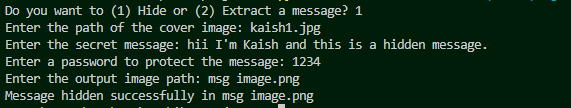 Do you want to (1) Hide or (2) Extract a message? 1
Enter the path of the cover image: kaish1.jpg
Enter the secret message: hii I'm Kaish and this is a hidden message.
Enter a password to protect the message: 1234
Enter the output image path: msg image.png
Message hidden successfully in msg image.png